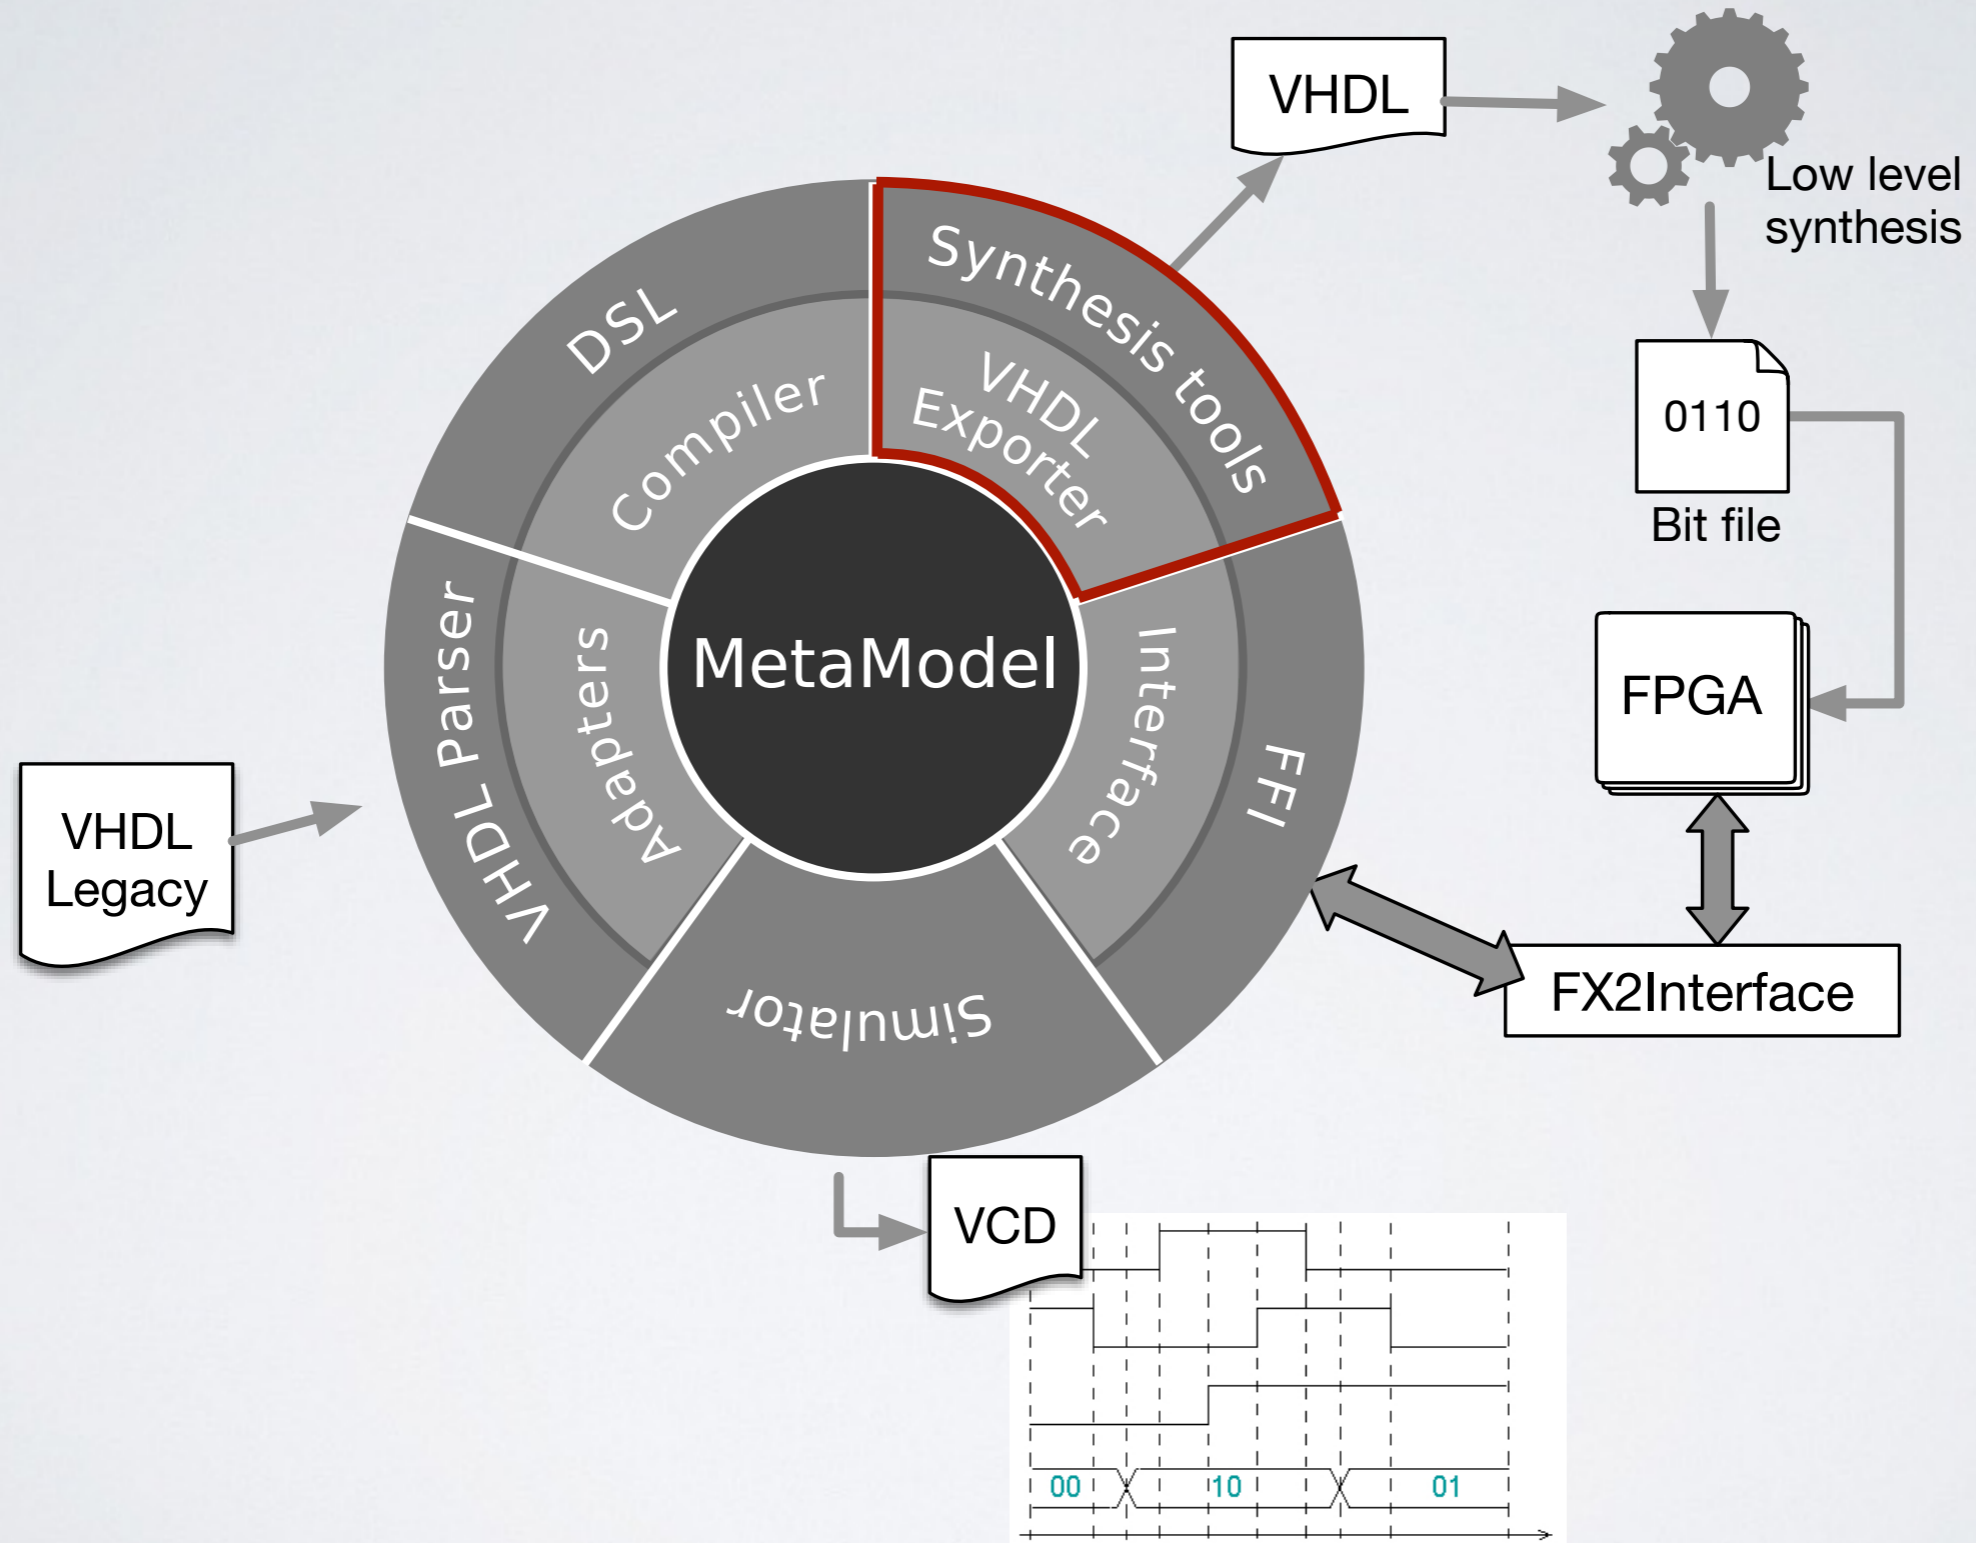 VHDL
Low level
synthesis
Synthesis tools
DSL
VHDL
Exporter
Compiler
0110
Bit file
MetaModel
VHDL Parser
Adapters
Interface
FFI
FPGA
VHDL
Legacy
Simulator
FX2Interface
VCD
00 10 01